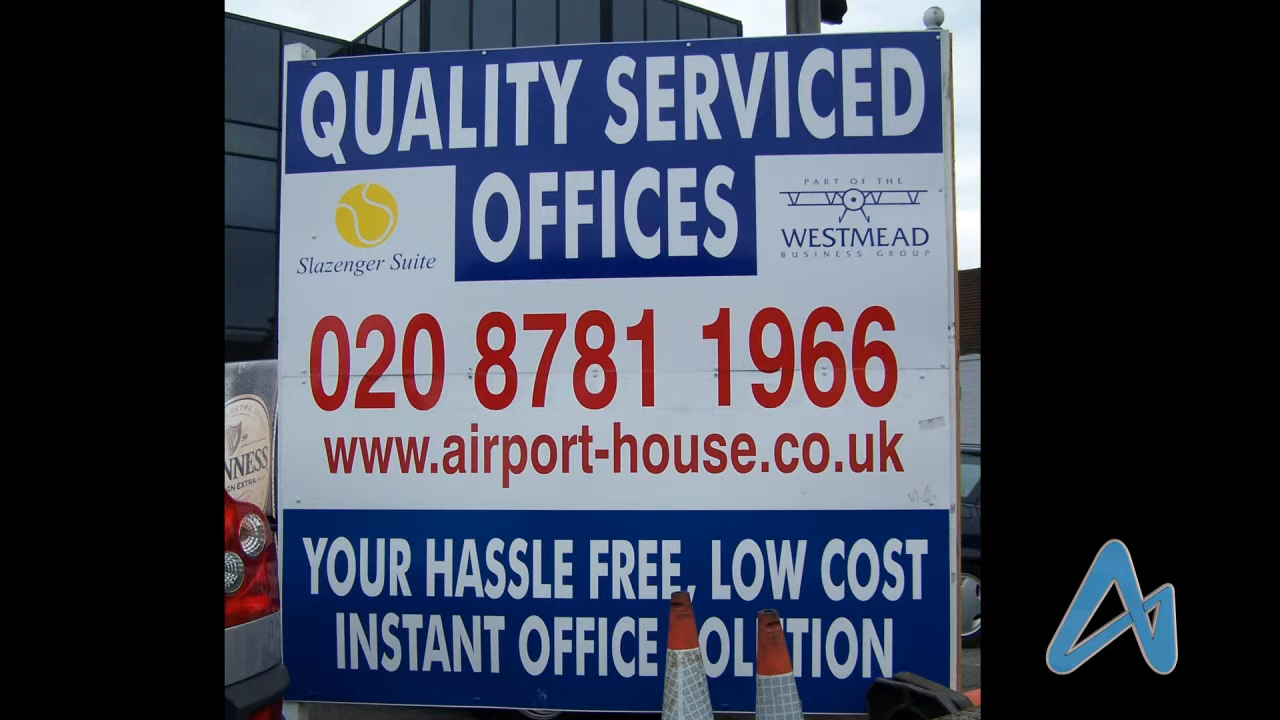 QUALITY SERVICED
OFFICES
Slazenger Suite
PART OF THE
WESTMEAD
BUSINESS GROUP
020 8781 1966
www.airport-house.co.uk
YOUR HASSLE FREE, LOW COST
INSTANT OFFICE SOLUTION